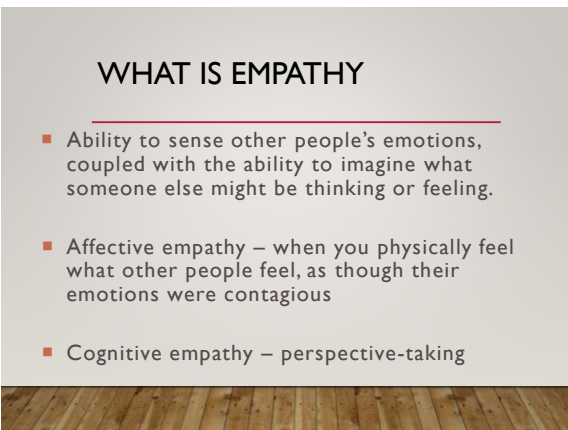 WHAT IS EMPATHY
▪ Ability to sense other people’s emotions,
coupled with the ability to imagine what
someone else might be thinking or feeling.
▪ Affective empathy – when you physically feel
what other people feel, as though their
emotions were contagious
▪ Cognitive empathy – perspective-taking